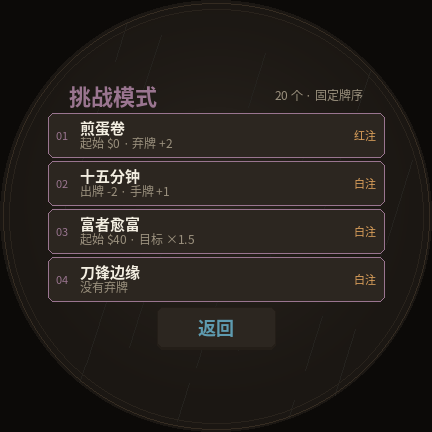 挑战模式
20 个 · 固定牌序
01 煎蛋卷 红注
起始 $0 · 弃牌 +2
02 十五分钟 白注
出牌 -2 · 手牌 +1
03 富者愈富 白注
起始 $40 · 目标 ×1.5
04 刀锋边缘 白注
没有弃牌
返回